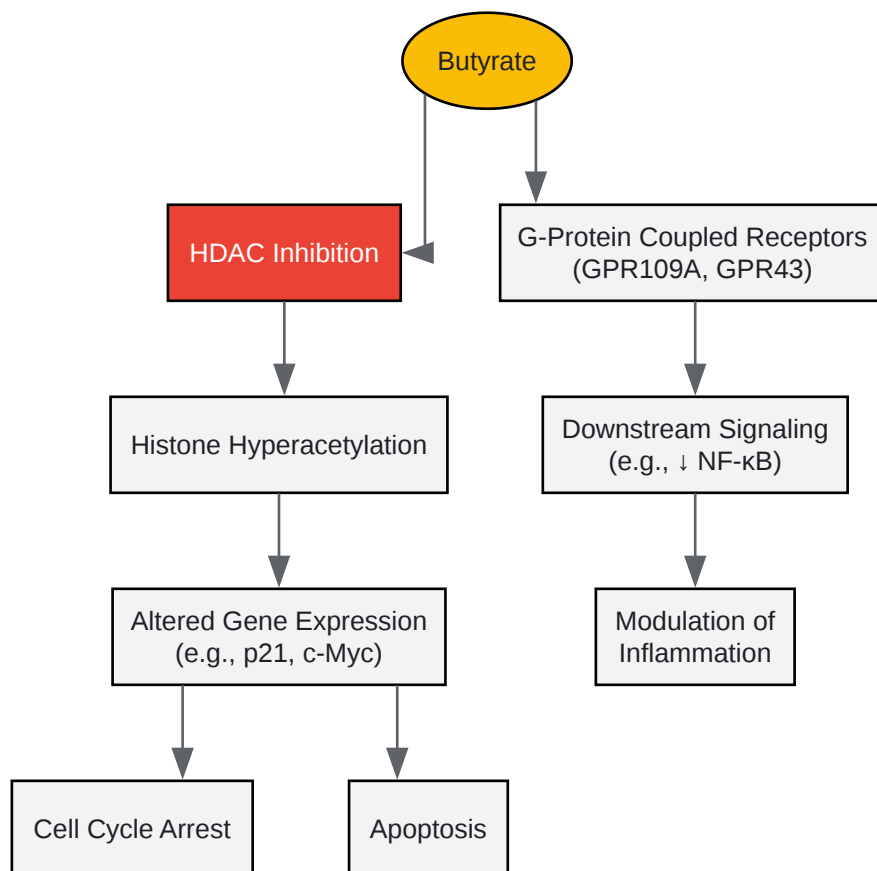 Butyrate
HDAC Inhibition
G-Protein Coupled Receptors
(GPR109A, GPR43)
Histone Hyperacetylation
Downstream Signaling
(e.g., ↓ NF-κB)
Altered Gene Expression
(e.g., p21, c-Myc)
Modulation of
Inflammation
Cell Cycle Arrest
Apoptosis